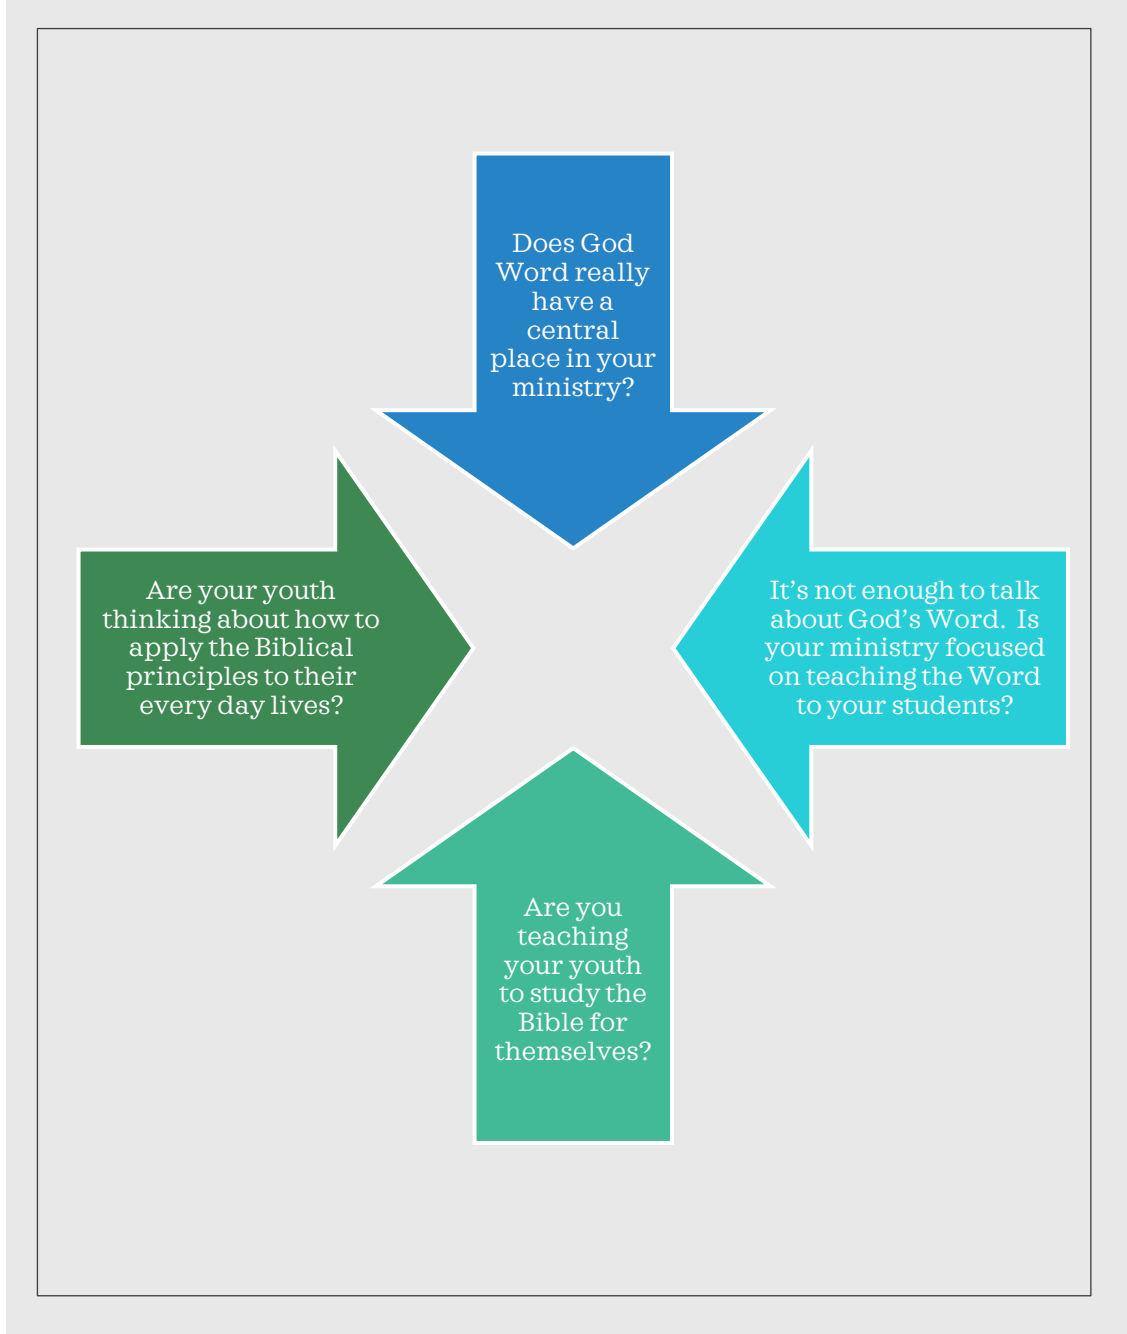 Does God
Word really
have a
central
place in your
ministry?
It’s not enough to talk
about God’s Word.  Is
your ministry focused
on teaching the Word
to your students?
Are you
teaching
your youth
to study the
Bible for
themselves?
Are your youth
thinking about how to
apply the Biblical
principles to their
every day lives?